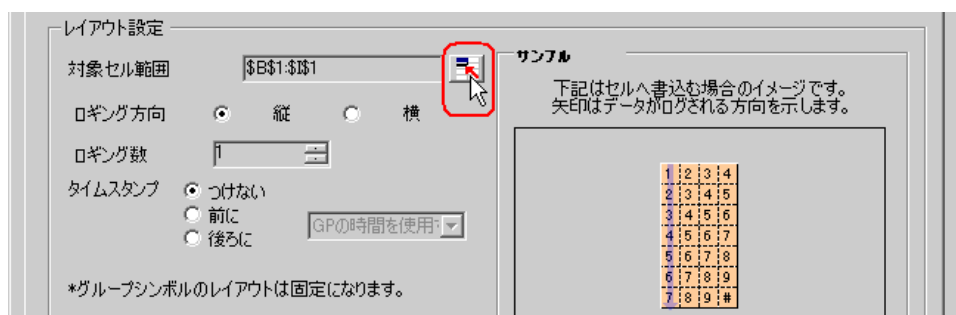 レイアウト設定
対象セル範囲 $B$1:$I$1
ロギング方向 縦 横
ロギング数 1
タイムスタンプ つけない
前に
後ろに
GPの時間を使用
*グループシンボルのレイアウトは固定になります。
サンプル
下記はセルへ書込む場合のイメージです。
矢印はデータがログされる方向を示します。
1 2 3 4
2 3 4 5
3 4 5 6
4 5 6 7
5 6 7 8
6 7 8 9
7 8 9 #